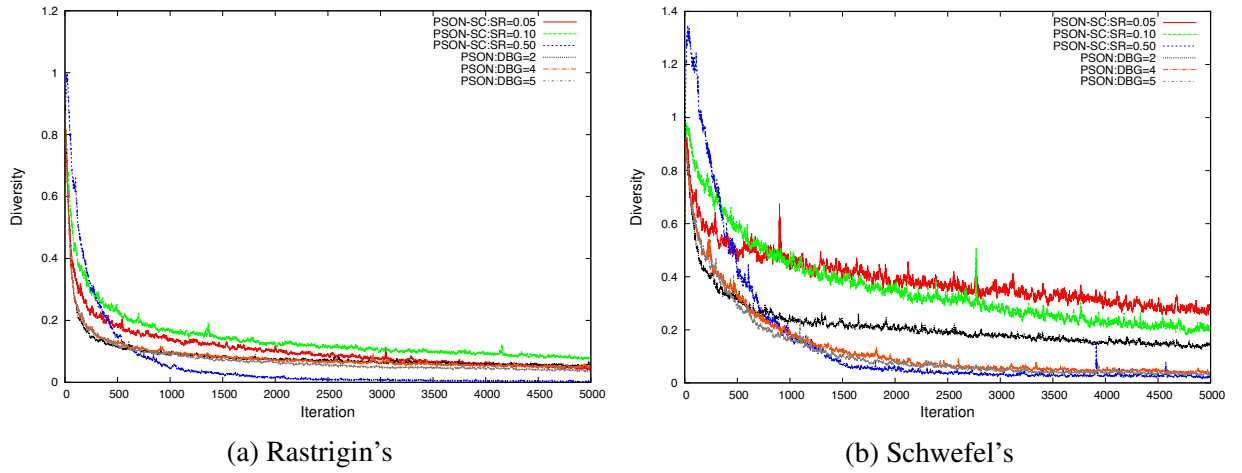 1.2
1
0.8
0.6
0.4
0.2
0
Diversity
PSON-SC:SR=0.05
PSON-SC:SR=0.10
PSON-SC:SR=0.50
PSON:DBG=2
PSON:DBG=4
PSON:DBG=5
0 500 1000 1500 2000 2500 3000 3500 4000 4500 5000
Iteration
(a) Rastrigin's
1.4
1.2
1
0.8
0.6
0.4
0.2
0
Diversity
PSON-SC:SR=0.05
PSON-SC:SR=0.10
PSON-SC:SR=0.50
PSON:DBG=2
PSON:DBG=4
PSON:DBG=5
0 500 1000 1500 2000 2500 3000 3500 4000 4500 5000
Iteration
(b) Schwefel's